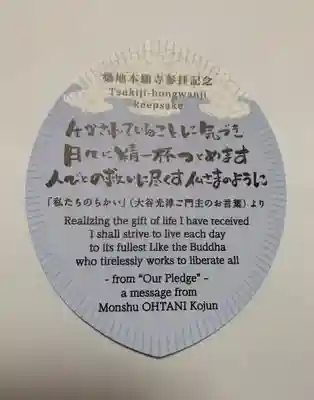 築地本願寺参拝記念
Tsukiji-hongwanji
keepsake
生かされていることに気づき
日々に精一杯つとめます
人びとの救いに尽くす仏さまのように
「私たちのちかい」（大谷光淳ご門主のお言葉）より
Realizing the gift of life I have received
I shall strive to live each day
to its fullest Like the Buddha
who tirelessly works to liberate all
- from “Our Pledge” -
a message from
Monshu OHTANI Kojun